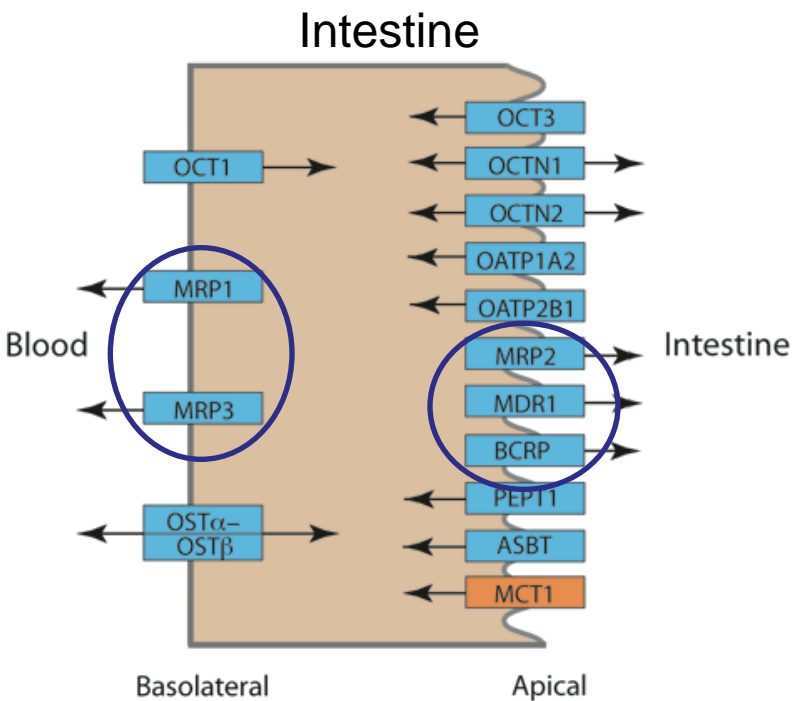 Intestine
OCT3
OCT1
OCTN1
OCTN2
OATP1A2
MRP1
OATP2B1
Blood
MRP2
Intestine
MRP3
MDR1
BCRP
PEPT1
OSTα–
OSTβ
ASBT
MCT1
Basolateral
Apical